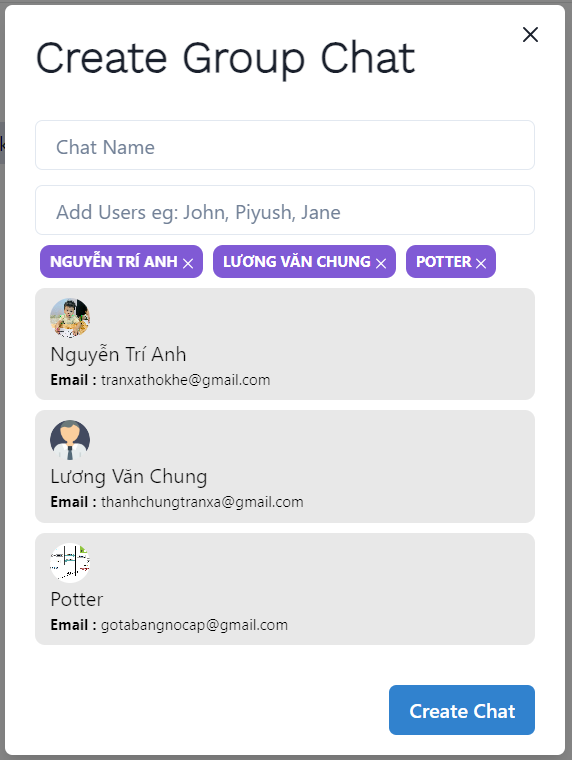 Create Group Chat
Chat Name
Add Users eg: John, Piyush, Jane
NGUYỄN TRÍ ANH LƯƠNG VĂN CHUNG POTTER
Nguyễn Trí Anh
Email : tranxathokhe@gmail.com
Lương Văn Chung
Email : thanhchungtranxa@gmail.com
Potter
Email : gotabangnocap@gmail.com
Create Chat